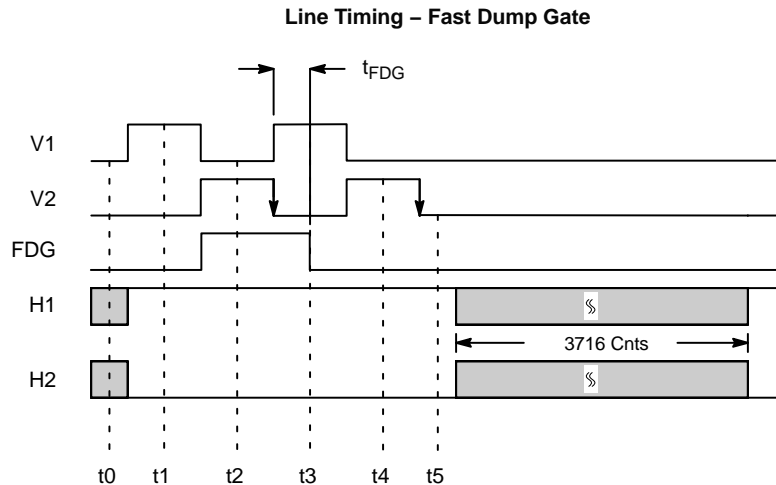 Line Timing – Fast Dump Gate
tFDG
V1
V2
FDG
H1
3716 Cnts
H2
t0 t1 t2 t3 t4 t5